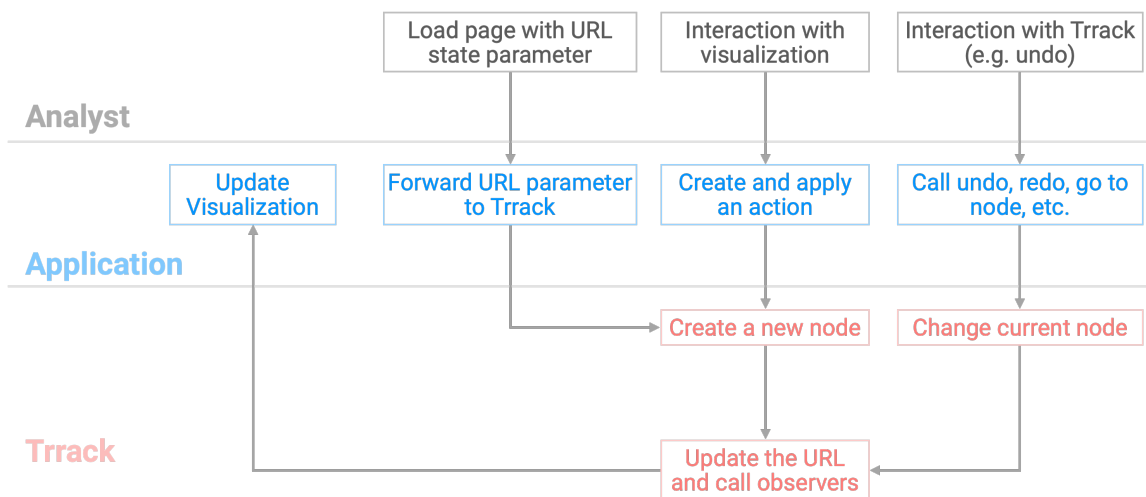 Load page with URL
state parameter
Interaction with
visualization
Interaction with Trrack
(e.g. undo)
Analyst
Update
Visualization
Forward URL parameter
to Trrack
Create and apply
an action
Call undo, redo, go to
node, etc.
Application
Create a new node
Change current node
Trrack
Update the URL
and call observers